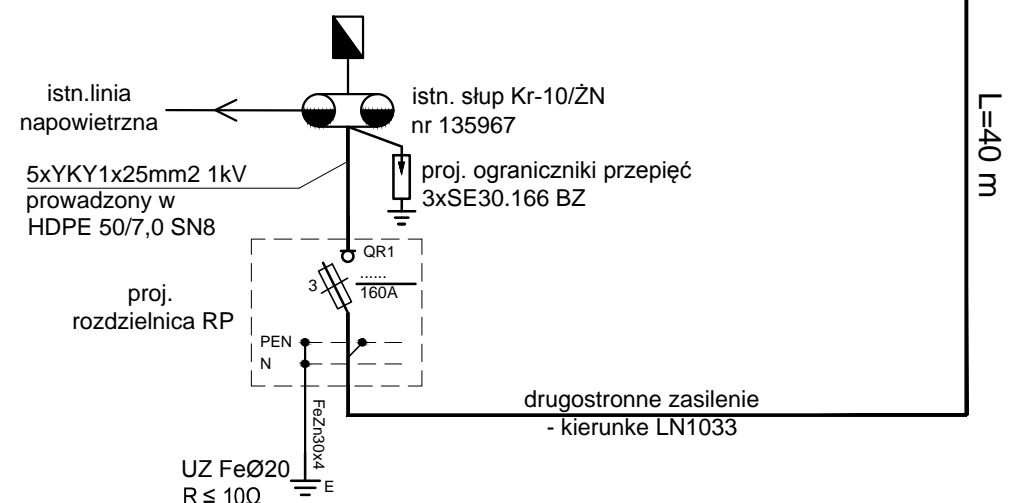 istn.linia
napowietrzna
istn. słup Kr-10/ŻN
nr 135967
L=40 m
5xYKY1x25mm2 1kV
prowadzony w
HDPE 50/7,0 SN8
proj. ograniczniki przepięć
3xSE30.166 BZ
QR1
3
......
160A
proj.
rozdzielnica RP
PEN
N
FeZn30x4
drugostronne zasilenie
- kierunke LN1033
UZ FeØ20
R ≤ 10Ω
E